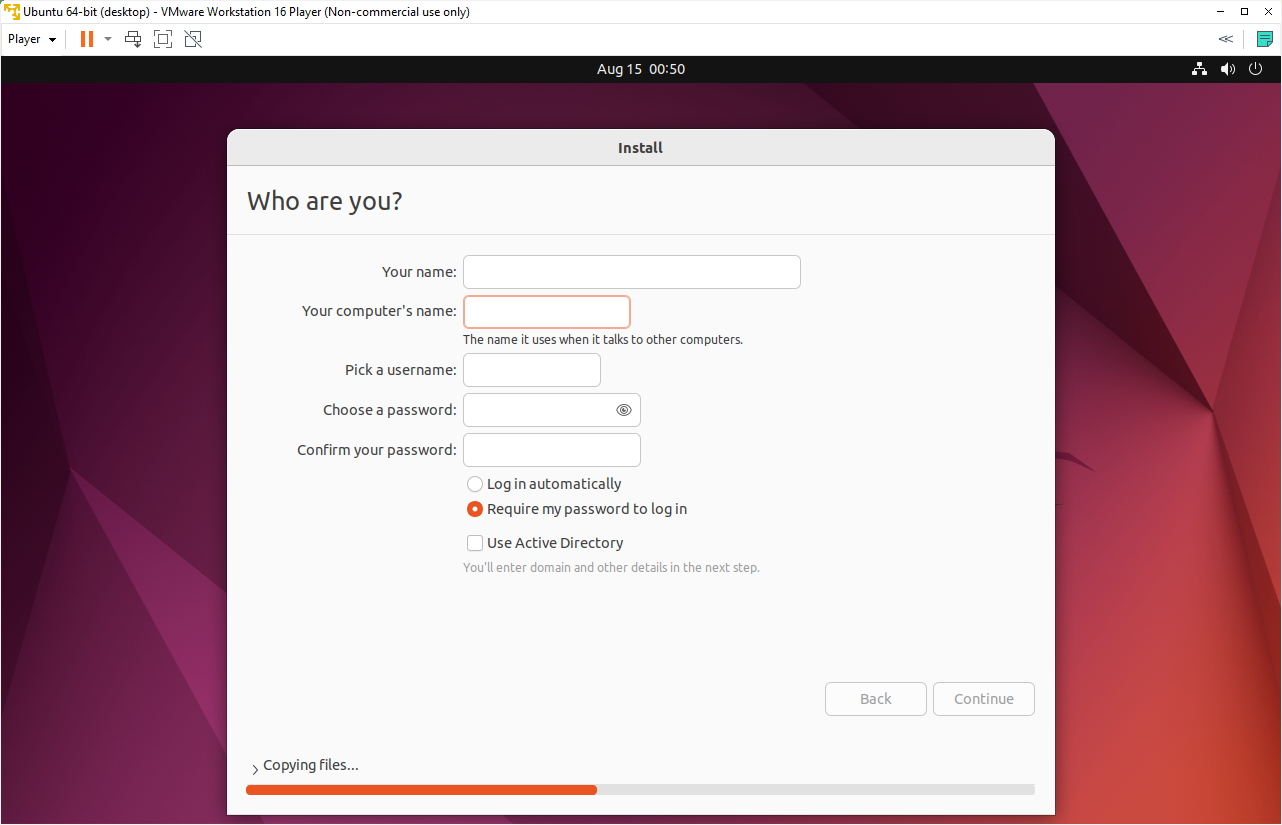 Ubuntu 64-bit (desktop) - VMware Workstation 16 Player (Non-commercial use only)
Player
Aug 15 00:50
Install
Who are you?
Your name:
Your computer's name:
The name it uses when it talks to other computers.
Pick a username:
Choose a password:
Confirm your password:
Log in automatically
Require my password to log in
Use Active Directory
You'll enter domain and other details in the next step.
Back Continue
Copying files...